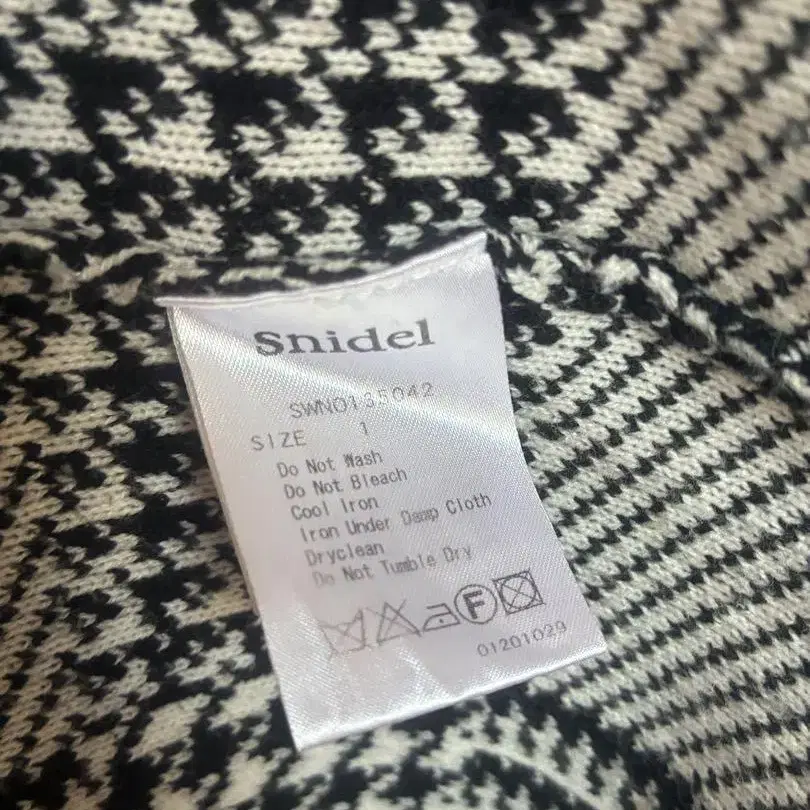 Snidel
SWNO135042
SIZE 1
Do Not Wash
Do Not Bleach
Cool Iron
Iron Under Damp Cloth
Dryclean
Do Not Tumble Dry
F
01201029